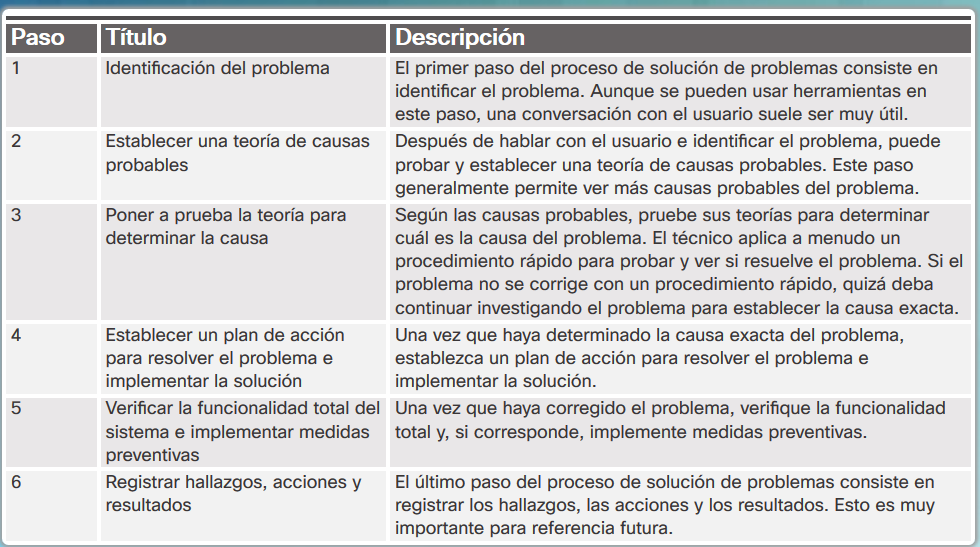 Paso Título Descripción
1 Identificación del problema El primer paso del proceso de solución de problemas consiste en
identificar el problema. Aunque se pueden usar herramientas en
este paso, una conversación con el usuario suele ser muy útil.
2 Establecer una teoría de causas Después de hablar con el usuario e identificar el problema, puede
probables probar y establecer una teoría de causas probables. Este paso
generalmente permite ver más causas probables del problema.
3 Poner a prueba la teoría para Según las causas probables, pruebe sus teorías para determinar
determinar la causa cuál es la causa del problema. El técnico aplica a menudo un
procedimiento rápido para probar y ver si resuelve el problema. Si el
problema no se corrige con un procedimiento rápido, quizá deba
continuar investigando el problema para establecer la causa exacta.
4 Establecer un plan de acción Una vez que haya determinado la causa exacta del problema,
para resolver el problema e establezca un plan de acción para resolver el problema e
implementar la solución implementar la solución.
5 Verificar la funcionalidad total del Una vez que haya corregido el problema, verifique la funcionalidad
sistema e implementar medidas total y, si corresponde, implemente medidas preventivas.
preventivas
6 Registrar hallazgos, acciones y El último paso del proceso de solución de problemas consiste en
resultados registrar los hallazgos, las acciones y los resultados. Esto es muy
importante para referencia futura.